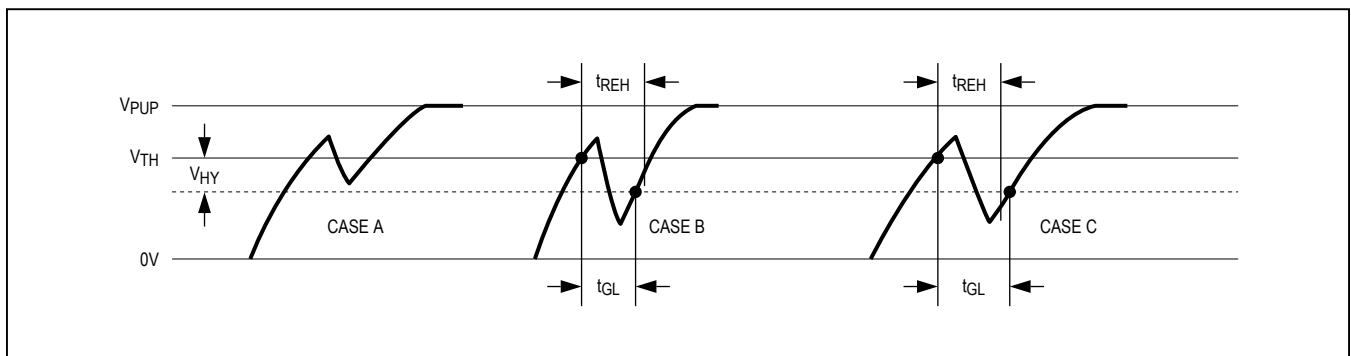 tREH
tREH
VPUP
VTH
VHY
CASE A
CASE B
CASE C
0V
tGL
tGL